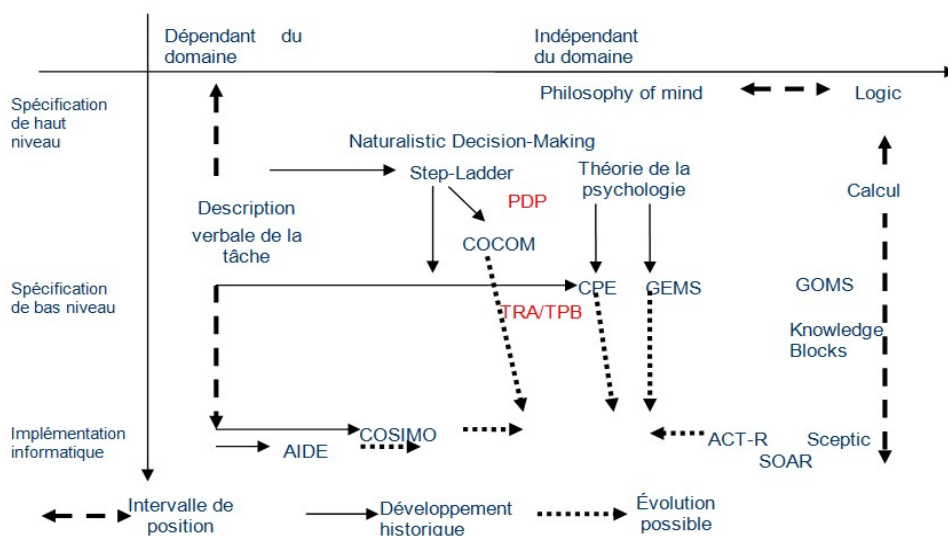 Dépendant du
domaine
Indépendant
du domaine
Spécification
de haut
niveau
Philosophy of mind
Logic
Naturalistic Decision-Making
Step-Ladder
Théorie de la
psychologie
Calcul
PDP
Description
verbale de la
tâche
COCOM
Spécification
de bas niveau
CPE
GEMS
GOMS
TRA/TPB
Knowledge
Blocks
Implémentation
informatique
COSIMO
AIDE
ACT-R
Sceptic
SOAR
Intervalle de
position
Développement
historique
Évolution
possible